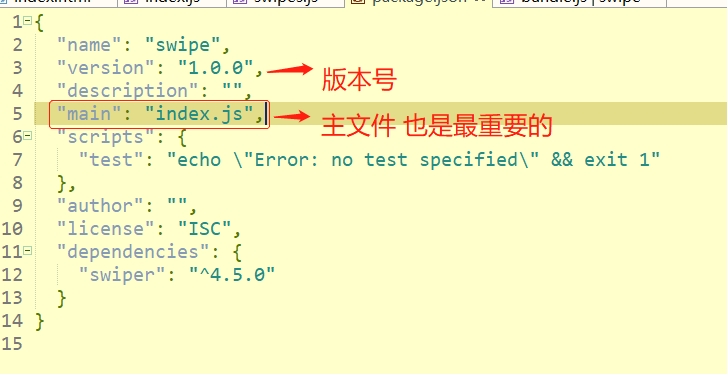 index.js
swipes.js
package.json
bundle.js | swipe
1 {
2 "name": "swipe",
3 "version": "1.0.0", 版本号
4 "description": "",
5 "main": "index.js", 主文件 也是最重要的
6 "scripts": {
7 "test": "echo \"Error: no test specified\" && exit 1"
8 },
9 "author": "",
10 "license": "ISC",
11 "dependencies": {
12 "swiper": "^4.5.0"
13 }
14 }
15